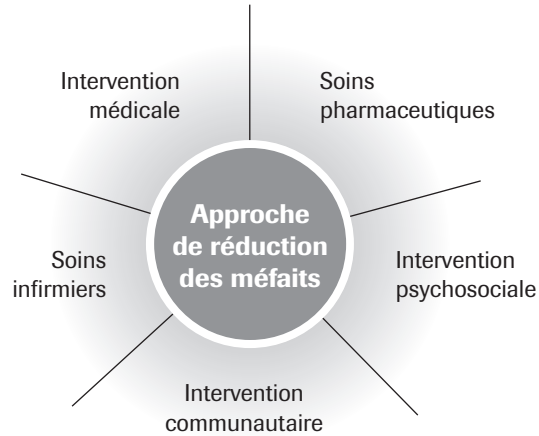 Intervention
médicale
Soins
pharmaceutiques
Approche
de réduction
des méfaits
Soins
infirmiers
Intervention
psychosociale
Intervention
communautaire